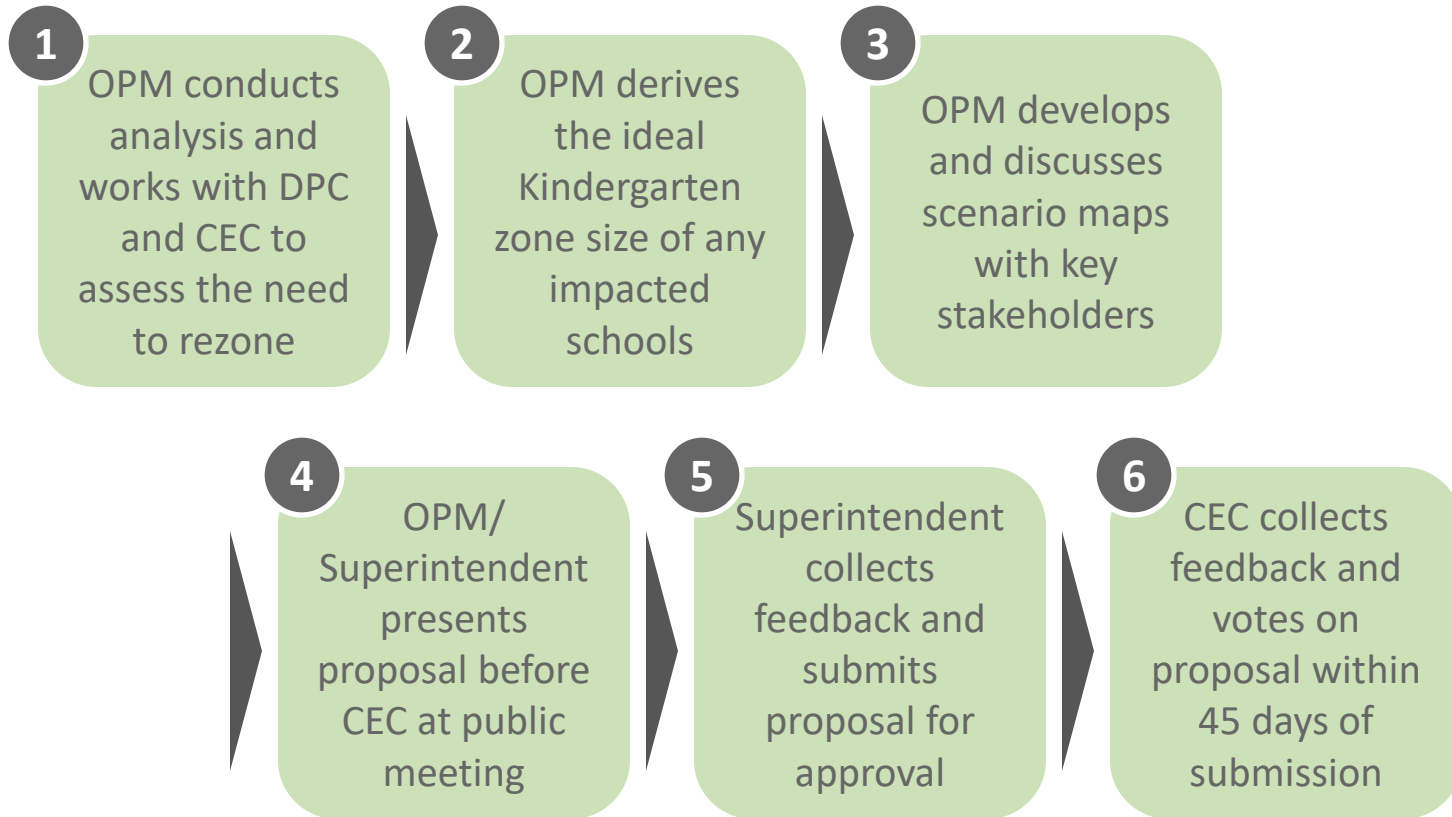 1
OPM conducts
analysis and
works with DPC
and CEC to
assess the need
to rezone
2
OPM derives
the ideal
Kindergarten
zone size of any
impacted
schools
3
OPM develops
and discusses
scenario maps
with key
stakeholders
4
OPM/
Superintendent
presents
proposal before
CEC at public
meeting
5
Superintendent
collects
feedback and
submits
proposal for
approval
6
CEC collects
feedback and
votes on
proposal within
45 days of
submission